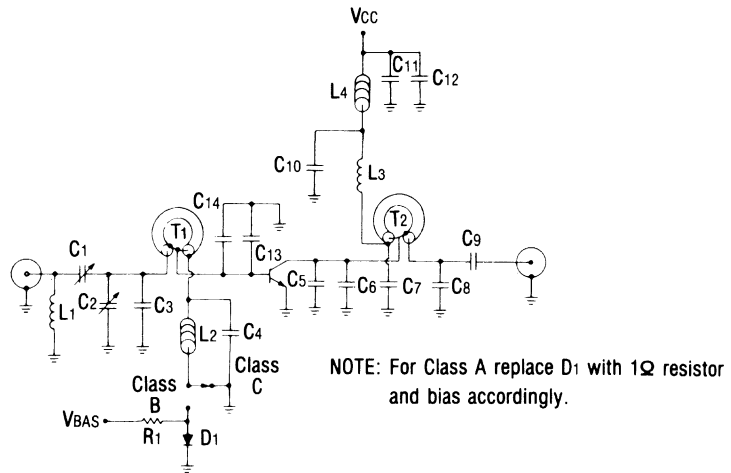 VCC
C11
C12
L4
C10
L3
C14
T1
T2
C13
C9
C1
C2
C3
C5
C6
C7
C8
L1
L2
C4
Class
C
Class
B
VBAS
R1
D1
NOTE: For Class A replace D1 with 1Ω resistor
and bias accordingly.